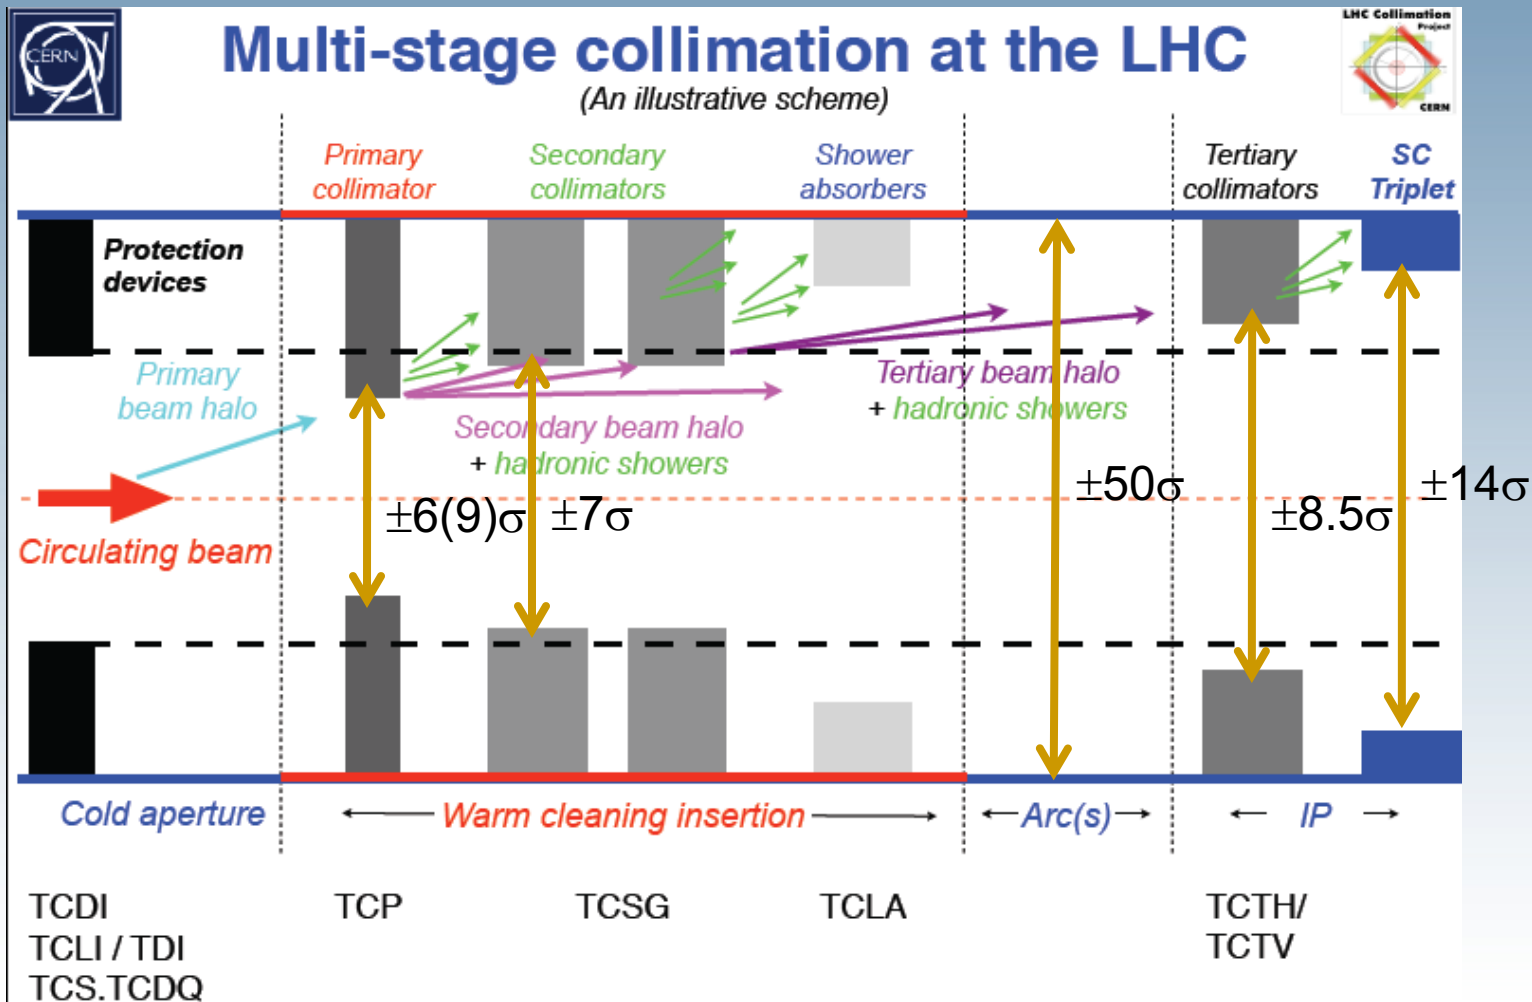 CERN
Multi-stage collimation at the LHC
(An illustrative scheme)
LHC Collimation
Project
CERN
Primary
collimator
Secondary
collimators
Shower
absorbers
Tertiary
collimators
SC
Triplet
Protection
devices
Primary
beam halo
Secondary beam halo
+ hadronic showers
Tertiary beam halo
+ hadronic showers
Circulating beam
±6(9)σ
±7σ
±50σ
±8.5σ
±14σ
Cold aperture
Warm cleaning insertion
Arc(s)
IP
TCDI
TCLI / TDI
TCS.TCDQ
TCP
TCSG
TCLA
TCTH/
TCTV